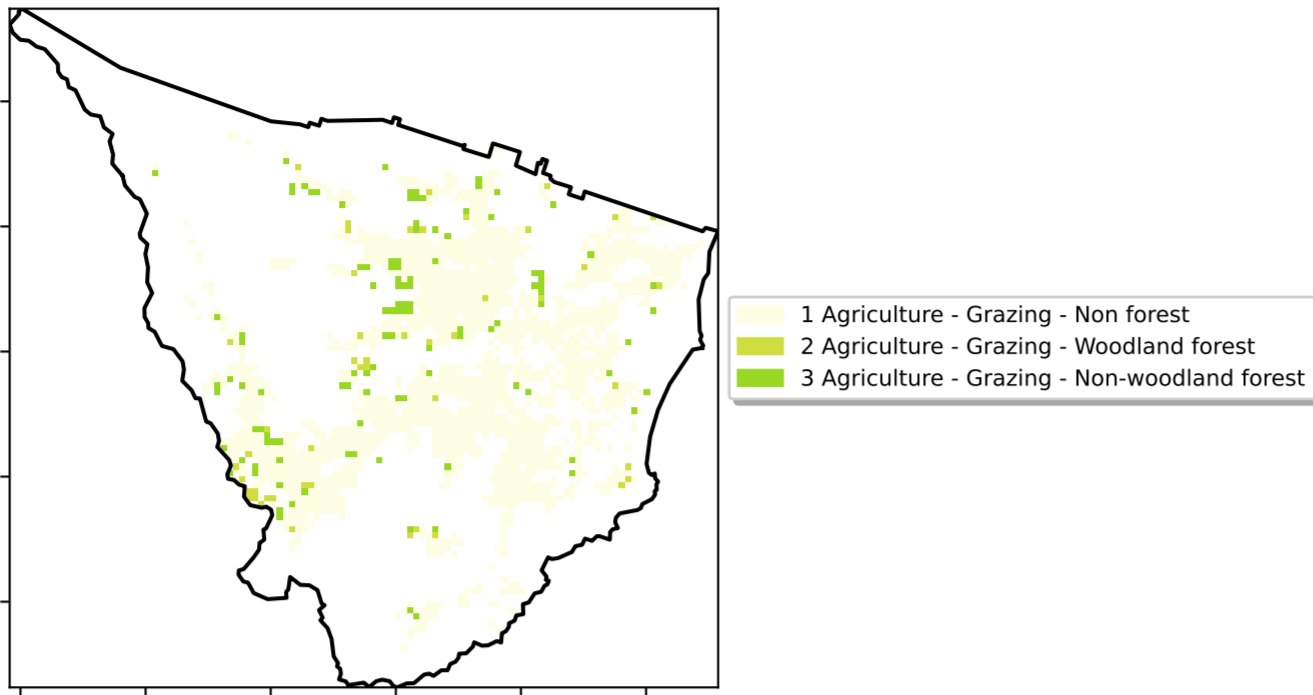 1 Agriculture - Grazing - Non forest
2 Agriculture - Grazing - Woodland forest
3 Agriculture - Grazing - Non-woodland forest